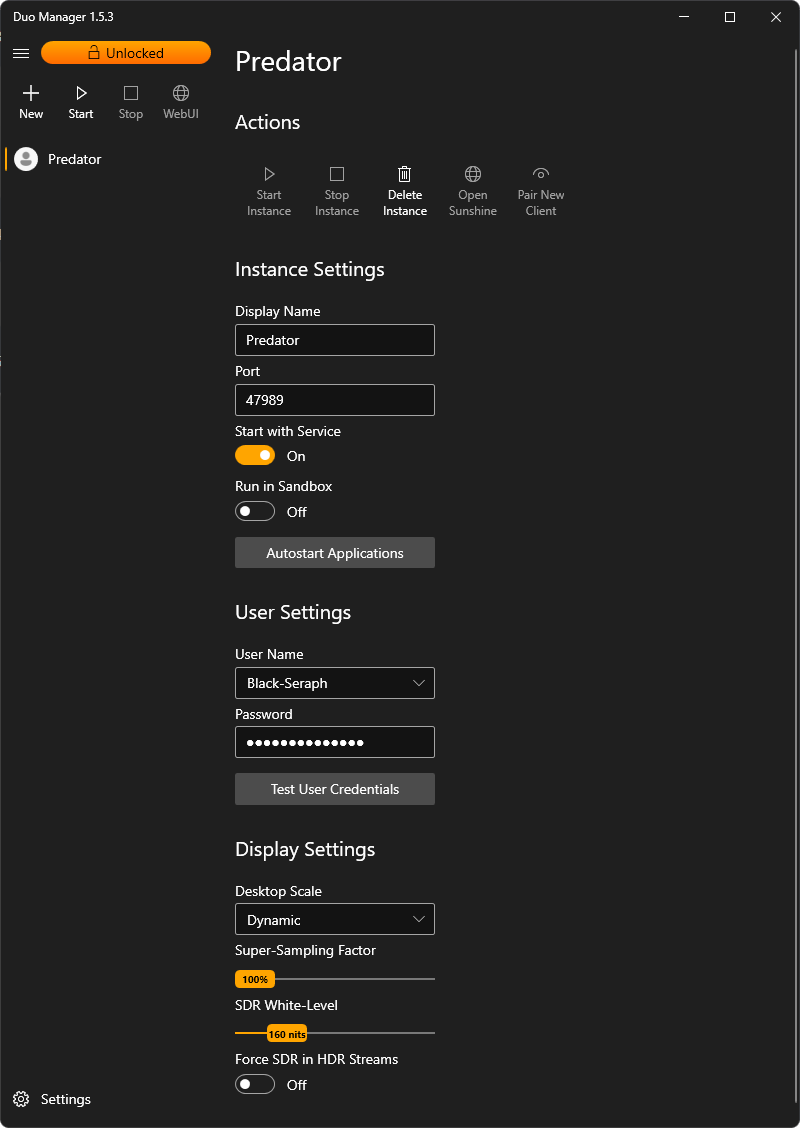 Duo Manager 1.5.3
Unlocked
New
Start
Stop
WebUI
Predator
Settings
Predator
Actions
Start
Instance
Stop
Instance
Delete
Instance
Open
Sunshine
Pair New
Client
Instance Settings
Display Name
Predator
Port
47989
Start with Service
On
Run in Sandbox
Off
Autostart Applications
User Settings
User Name
Black-Seraph
Password
●●●●●●●●●●●●●●
Test User Credentials
Display Settings
Desktop Scale
Dynamic
Super-Sampling Factor
100%
SDR White-Level
160 nits
Force SDR in HDR Streams
Off